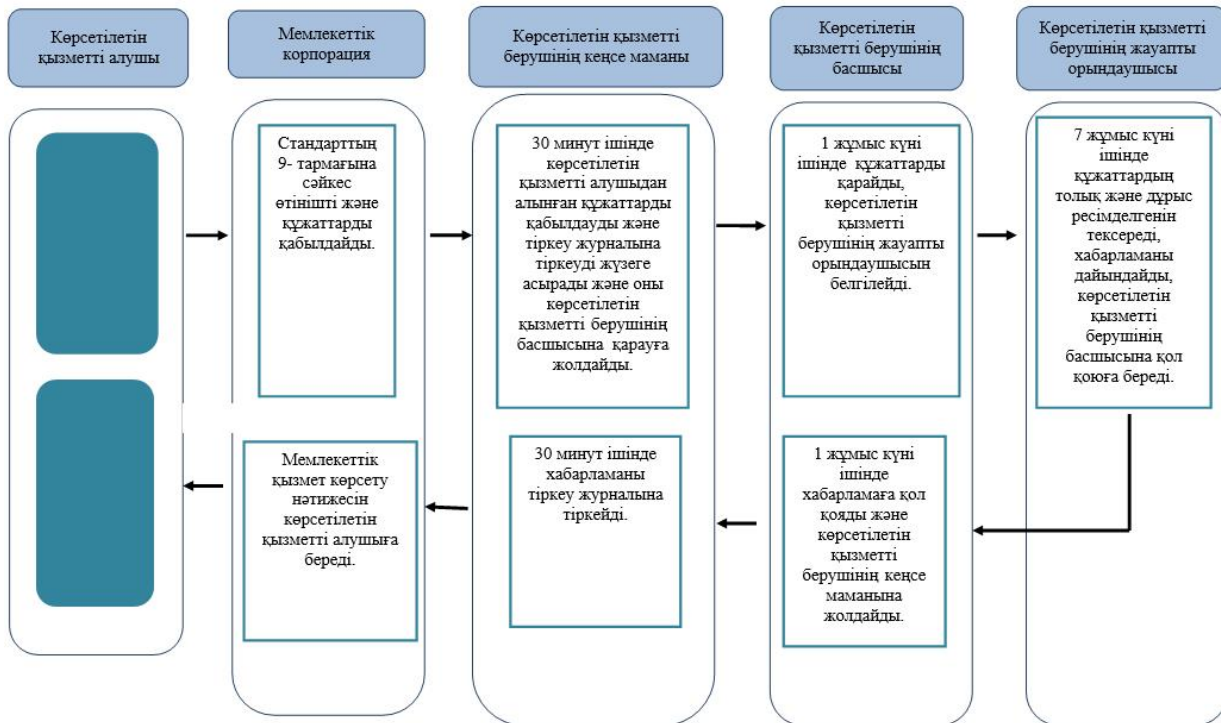 Көрсетілетін
қызметті алушы
Мемлекеттік
корпорация
Көрсетілетін қызметті
берушінің кеңсе маманы
Көрсетілетін
қызметті берушінің
басшысы
Көрсетілетін қызметті
берушінің жауапты
орындаушысы
Стандарттың
9- тармағына
сәйкес
өтінішті және
құжаттарды
қабылдайды.
30 минут ішінде
көрсетілетін
қызметті алушыдан
алынған құжаттарды
қабылдауды және
тіркеу журналына
тіркеуді жүзеге
асырады және оны
көрсетілетін
қызметті берушінің
басшысына қарауға
жолдайды.
1 жұмыс күні
ішінде құжаттарды
қарайды,
көрсетілетін
қызметті
берушінің жауапты
орындаушысын
белгілейді.
7 жұмыс күні
ішінде
құжаттардың
толық және дұрыс
ресімделгенін
тексереді,
хабарламаны
дайындайды,
көрсетілетін
қызметті
берушінің
басшысына қол
қоюға береді.
Мемлекеттік
қызмет көрсету
нәтижесін
көрсетілетін
қызметті алушыға
береді.
30 минут ішінде
хабарламаны
тіркеу журналына
тіркейді.
1 жұмыс күні
ішінде
хабарламаға қол
қояды және
көрсетілетін
қызметті
берушінің кеңсе
маманына
жолдайды.